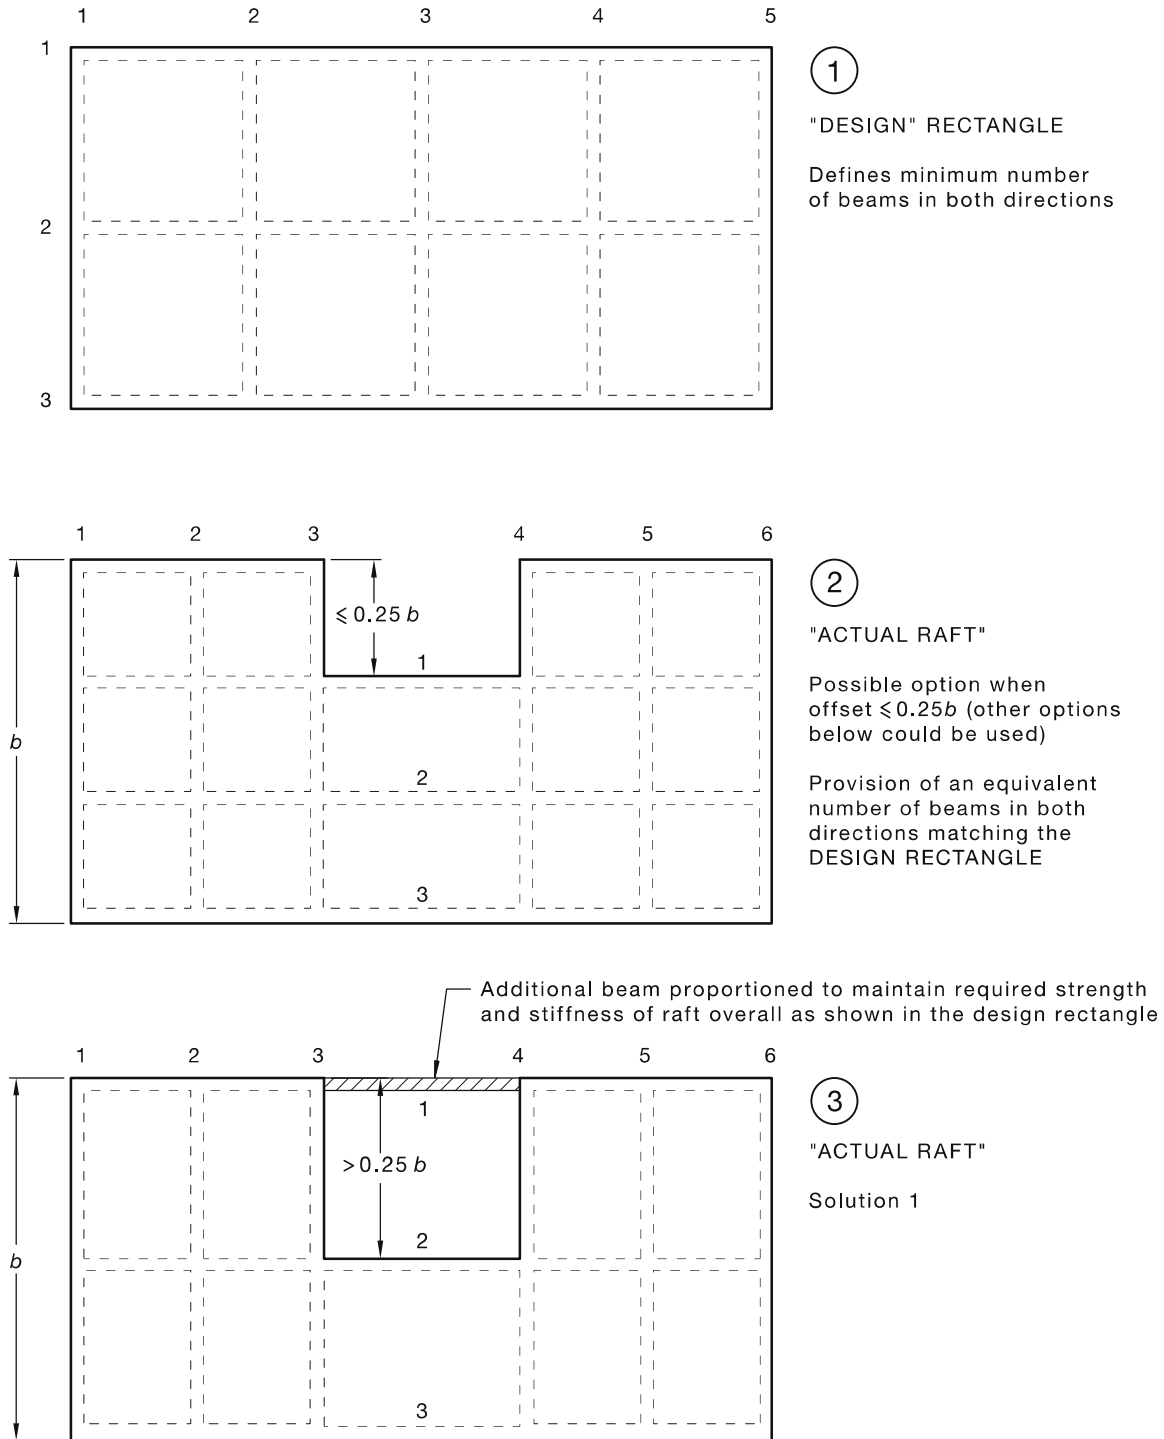 1 2 3 4 5
1
2
3
1
"DESIGN" RECTANGLE
Defines minimum number
of beams in both directions
1 2 3 4 5 6
b
⩽ 0.25 b
1
2
3
2
"ACTUAL RAFT"
Possible option when
offset ⩽ 0.25b (other options
below could be used)
Provision of an equivalent
number of beams in both
directions matching the
DESIGN RECTANGLE
Additional beam proportioned to maintain required strength
and stiffness of raft overall as shown in the design rectangle
1 2 3 4 5 6
b
1
> 0.25 b
2
3
3
"ACTUAL RAFT"
Solution 1